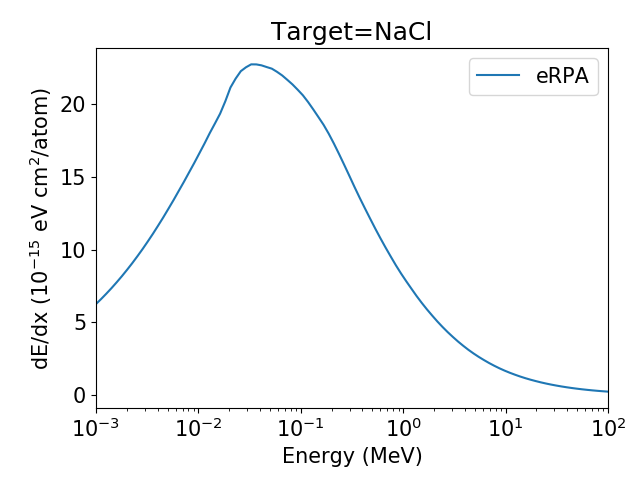 Target=NaCl
eRPA
dE/dx (10⁻¹⁵ eV cm²/atom)
20
15
10
5
0
10⁻³ 10⁻² 10⁻¹ 10⁰ 10¹ 10²
Energy (MeV)